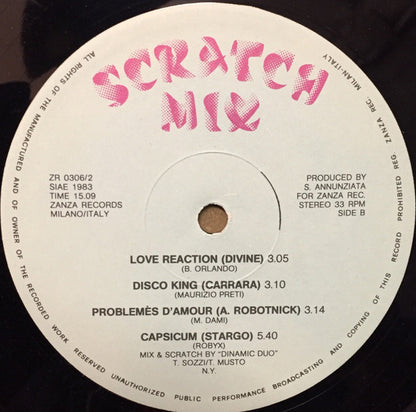 SCRATCH
MIX
ZR 0306/2
SIAE 1983
TIME 15.09
ZANZA RECORDS
MILANO/ITALY
PRODUCED BY
S. ANNUNZIATA
FOR ZANZA REC.
STEREO 33 RPM
SIDE B
LOVE REACTION (DIVINE) 3.05
(B. ORLANDO)
DISCO KING (CARRARA) 3.10
(MAURIZIO PRETI)
PROBLEMÈS D'AMOUR (A. ROBOTNICK) 3.14
(M. DAMI)
CAPSICUM (STARGO) 5.40
(ROBYX)
MIX & SCRATCH BY "DINAMIC DUO"
T. SOZZI/T. MUSTO
N.Y.
ALL RIGHTS OF THE MANUFACTURED AND OF OWNER OF THE RECORDED WORK RESERVED UNAUTHORIZED PUBLIC PERFORMANCE BROADCASTING AND COPYING OF THIS REC. PROHIBITED ZANZA REC. MILAN-ITALY